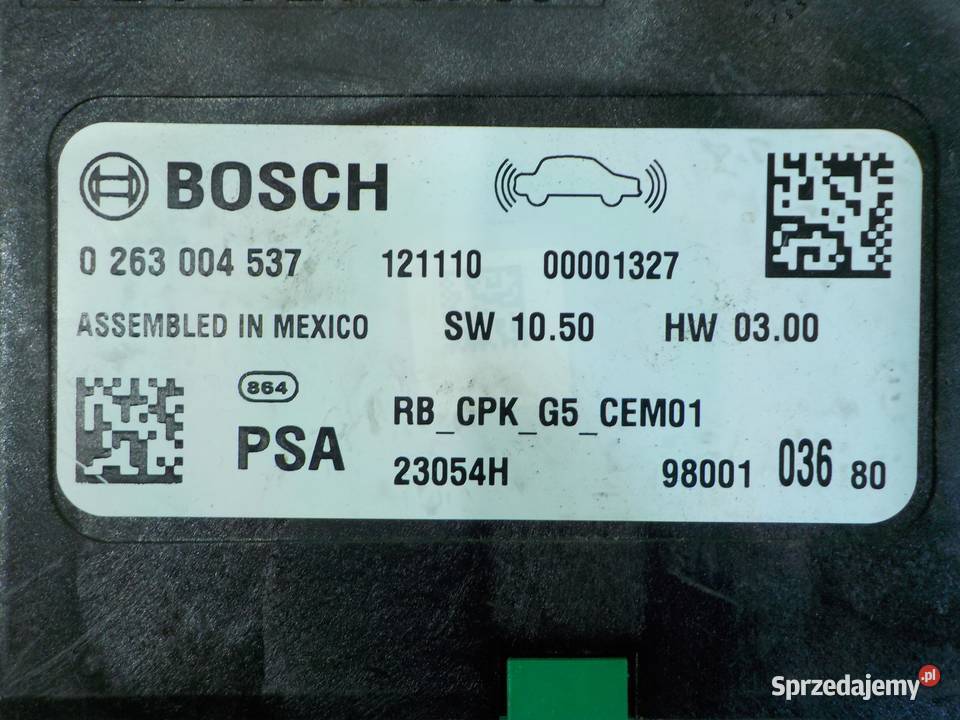 BOSCH
0 263 004 537 121110 00001327
ASSEMBLED IN MEXICO SW 10.50 HW 03.00
864
PSA
RB_CPK_G5_CEM01
23054H 98001 036 80
Sprzedajemy.pl